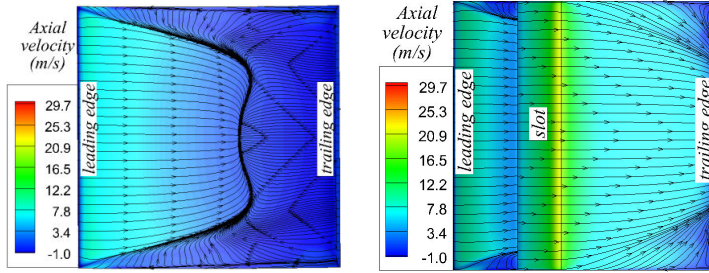 Axial
velocity
(m/s)
29.7
25.3
20.9
16.5
12.2
7.8
3.4
-1.0
leading edge
trailing edge
Axial
velocity
(m/s)
29.7
25.3
20.9
16.5
12.2
7.8
3.4
-1.0
leading edge
slot
trailing edge